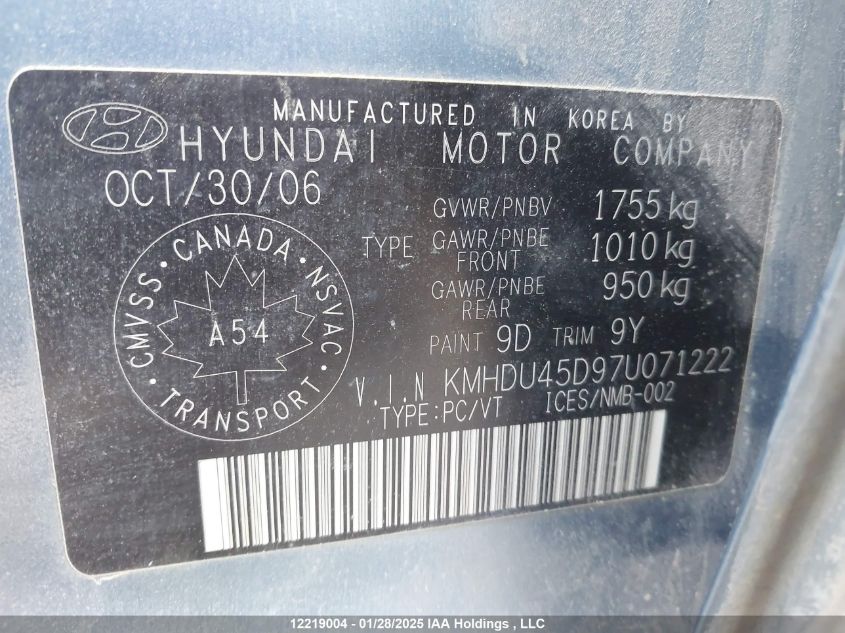 MANUFACTURED IN KOREA BY
HYUNDAI MOTOR COMPANY
OCT/30/06
GVWR/PNBV 1755 kg
TYPE GAWR/PNBE FRONT 1010 kg
GAWR/PNBE REAR 950 kg
PAINT 9D TRIM 9Y
V.I.N KMHDU45D97U071222
TYPE:PC/VT ICES/NMB-002
CMVSS • CANADA • NSVAC • TRANSPORT •
A54
12219004 - 01/28/2025 IAA Holdings , LLC